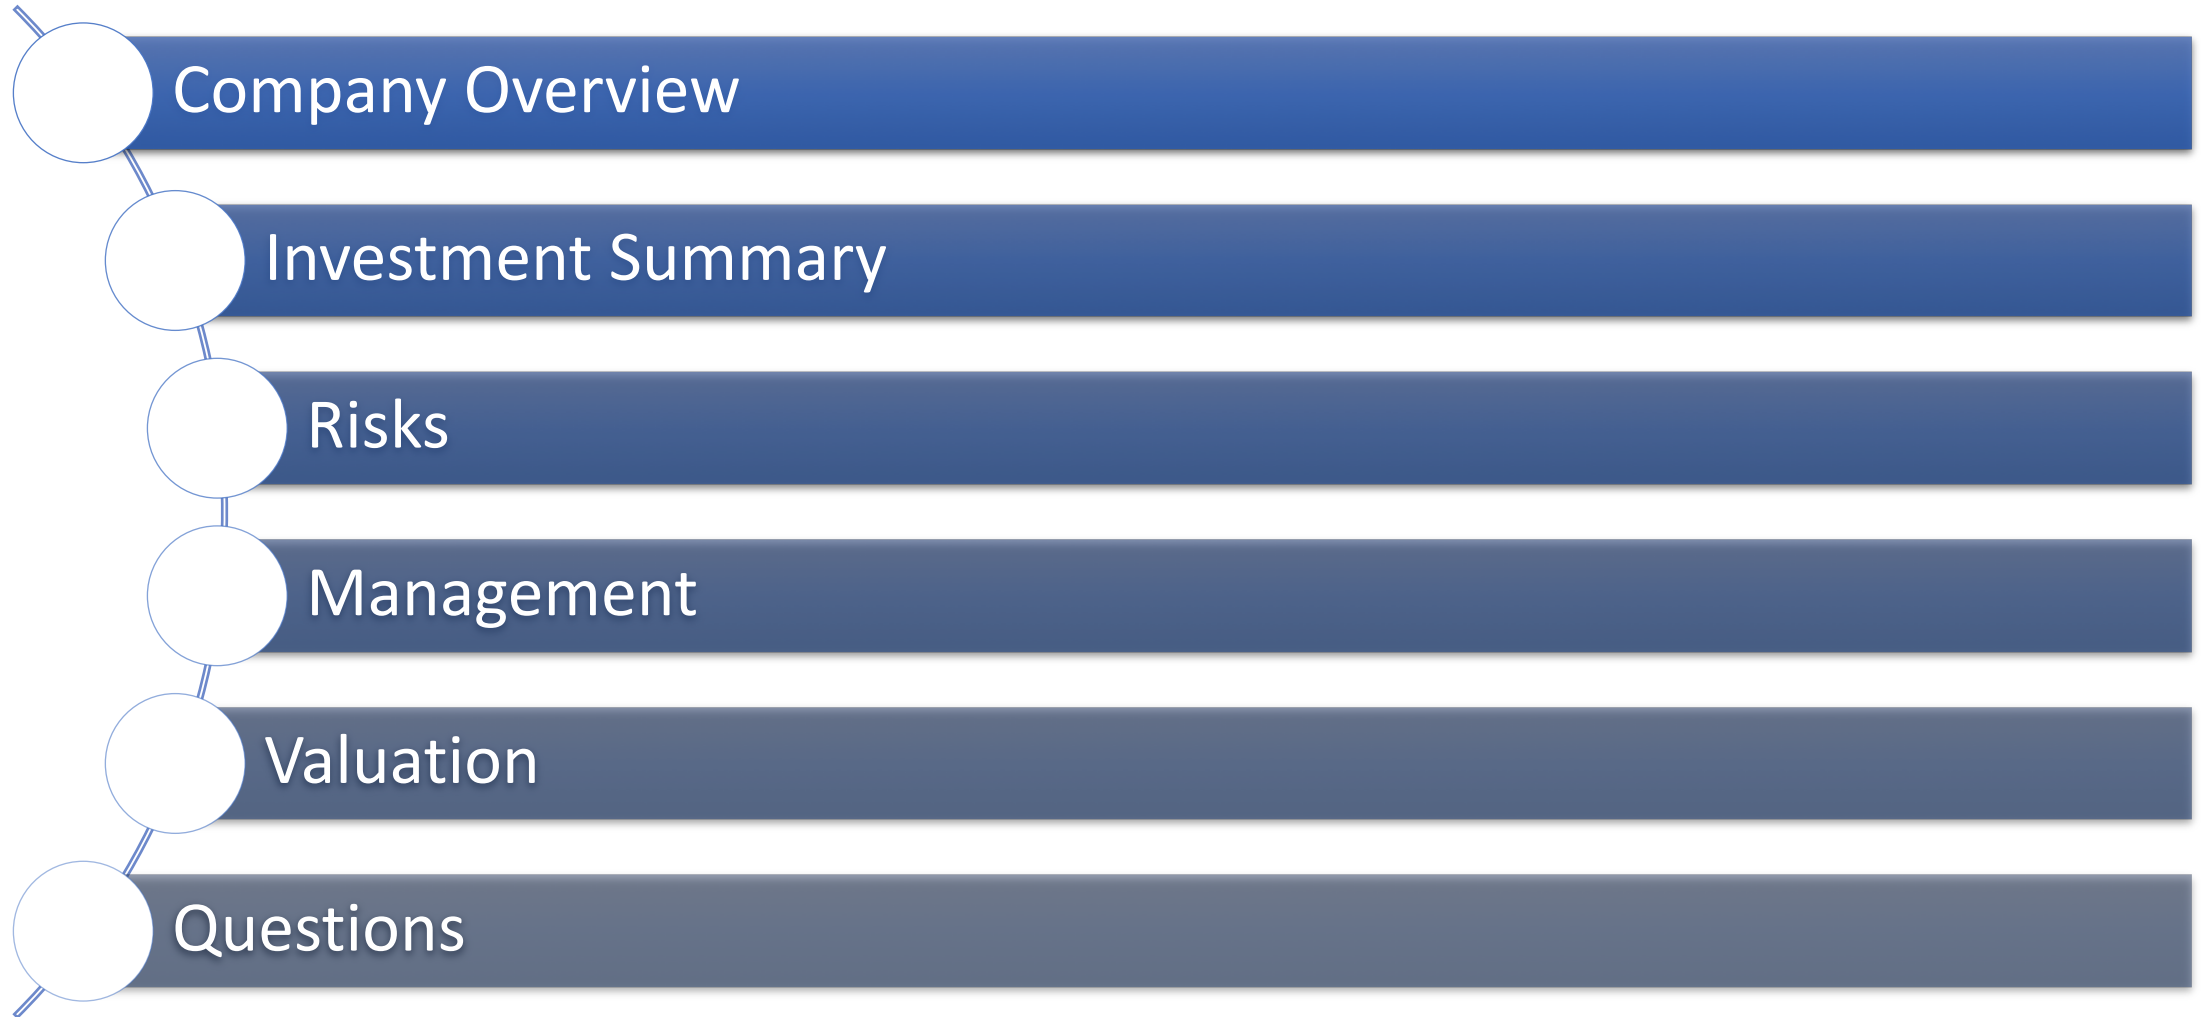 Company Overview
Investment Summary
Risks
Management
Valuation
Questions